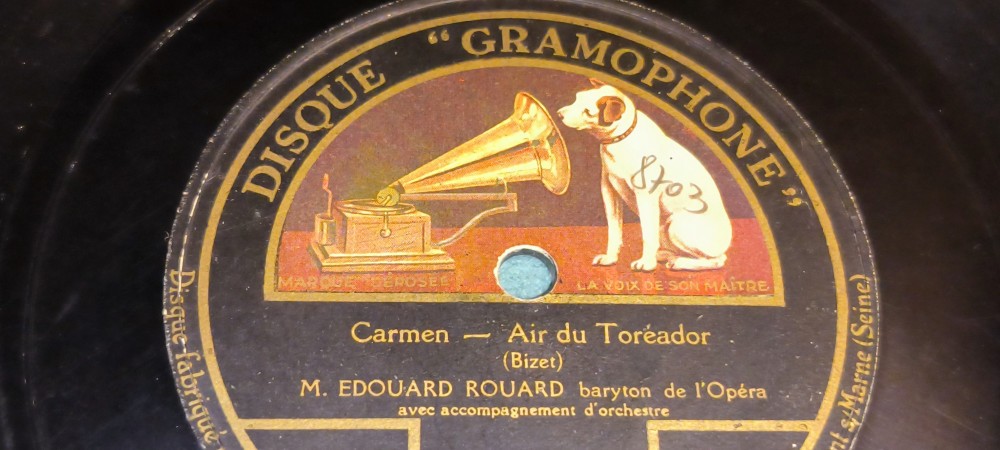 DISQUE "GRAMOPHONE"
8703
MARQUE DÉPOSÉE
LA VOIX DE SON MAÎTRE
Carmen — Air du Toréador
(Bizet)
M. EDOUARD ROUARD baryton de l'Opéra
avec accompagnement d'orchestre
Disque fabriqué
s/Marne (Seine)